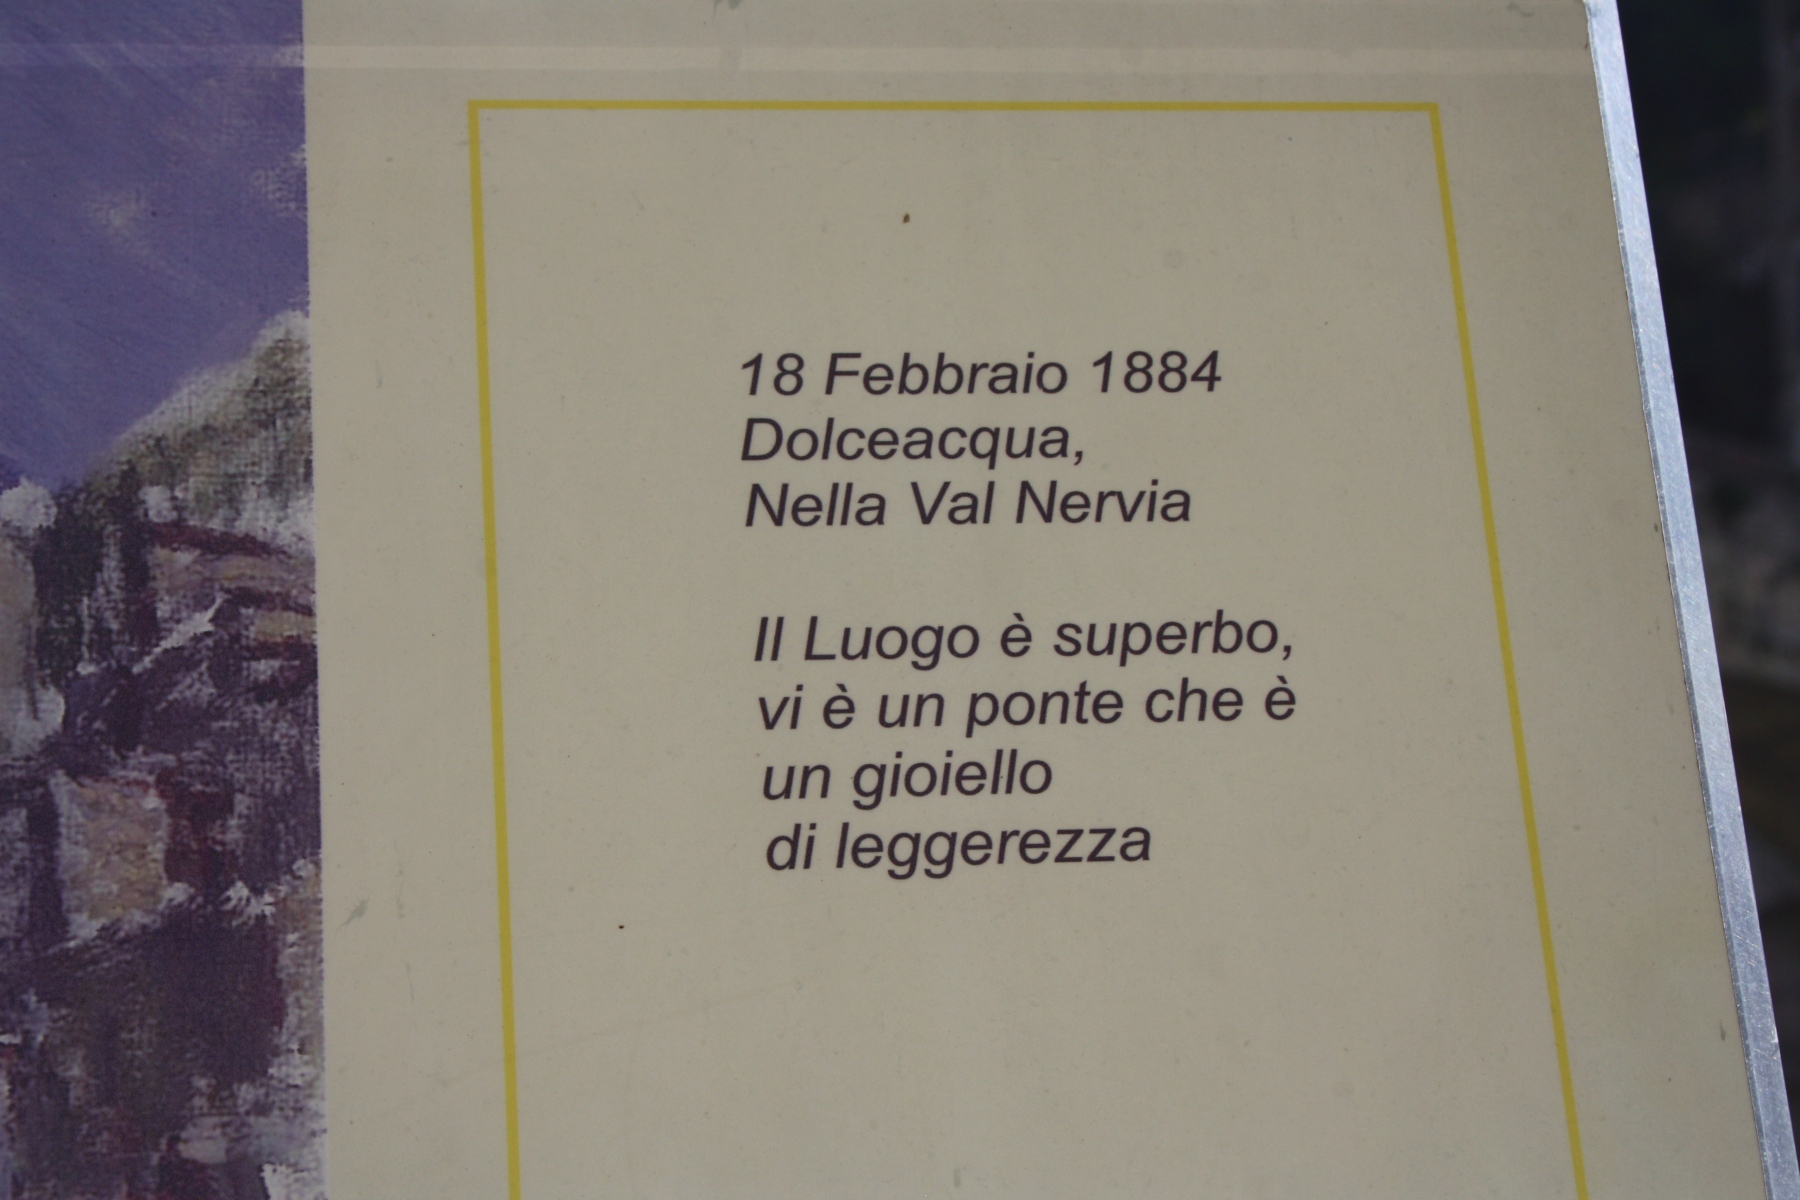 18 Febbraio 1884
Dolceacqua,
Nella Val Nervia
Il Luogo è superbo,
vi è un ponte che è
un gioiello
di leggerezza